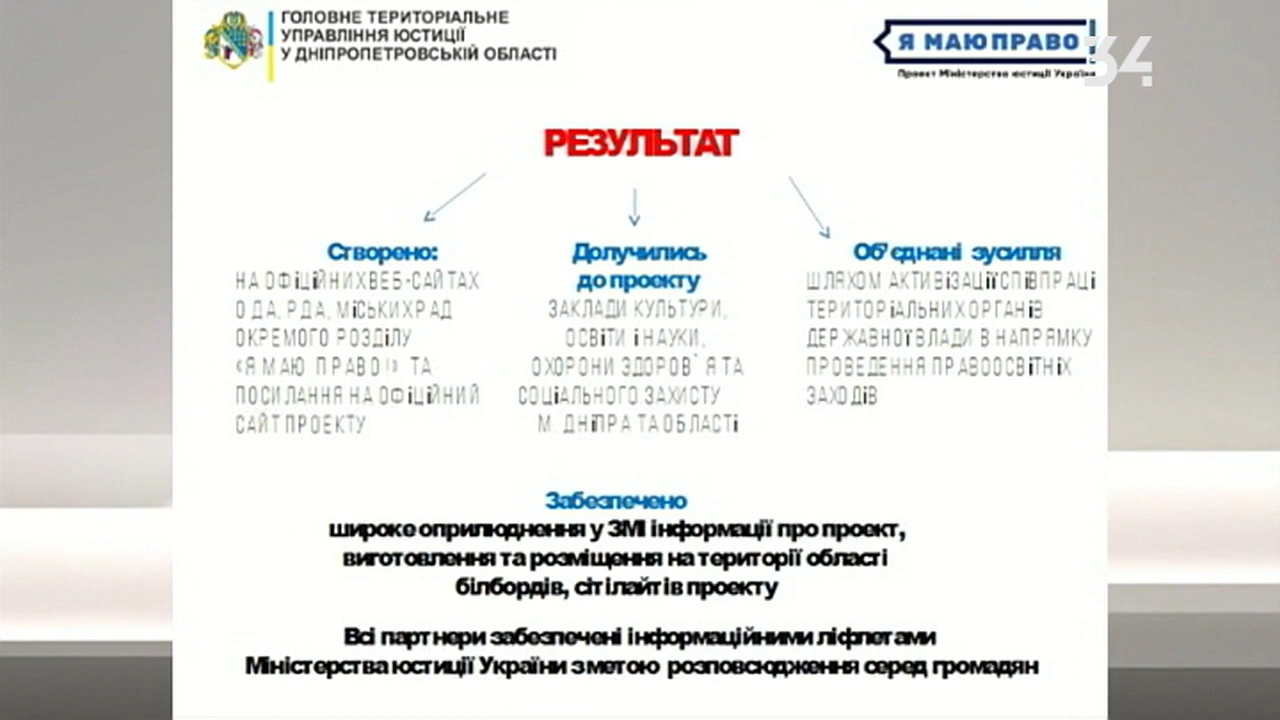 ГОЛОВНЕ ТЕРИТОРІАЛЬНЕ
УПРАВЛІННЯ ЮСТИЦІЇ
У ДНІПРОПЕТРОВСЬКІЙ ОБЛАСТІ
Я МАЮ ПРАВО!
Проект Міністерства юстиції України
34
РЕЗУЛЬТАТ
Створено:
НА ОФІЦІЙНИХ ВЕБ-САЙТАХ
ОДА, РДА, МІСЬКИХ РАД
ОКРЕМОГО РОЗДІЛУ
«Я МАЮ ПРАВО!» ТА
ПОСИЛАННЯ НА ОФІЦІЙНИЙ
САЙТ ПРОЕКТУ
Долучились
до проекту
ЗАКЛАДИ КУЛЬТУРИ,
ОСВІТИ І НАУКИ,
ОХОРОНИ ЗДОРОВ`Я ТА
СОЦІАЛЬНОГО ЗАХИСТУ
М. ДНІПРА ТА ОБЛАСТІ
Об'єднані зусилля
ШЛЯХОМ АКТИВІЗАЦІЇ СПІВПРАЦІ
ТЕРИТОРІАЛЬНИХ ОРГАНІВ
ДЕРЖАВНОЇ ВЛАДИ В НАПРЯМКУ
ПРОВЕДЕННЯ ПРАВООСВІТНІХ
ЗАХОДІВ
Забезпечено
широке оприлюднення у ЗМІ інформації про проект,
виготовлення та розміщення на території області
білбордів, сітілайтів проекту
Всі партнери забезпечені інформаційними ліфлетами
Міністерства юстиції України з метою розповсюдження серед громадян